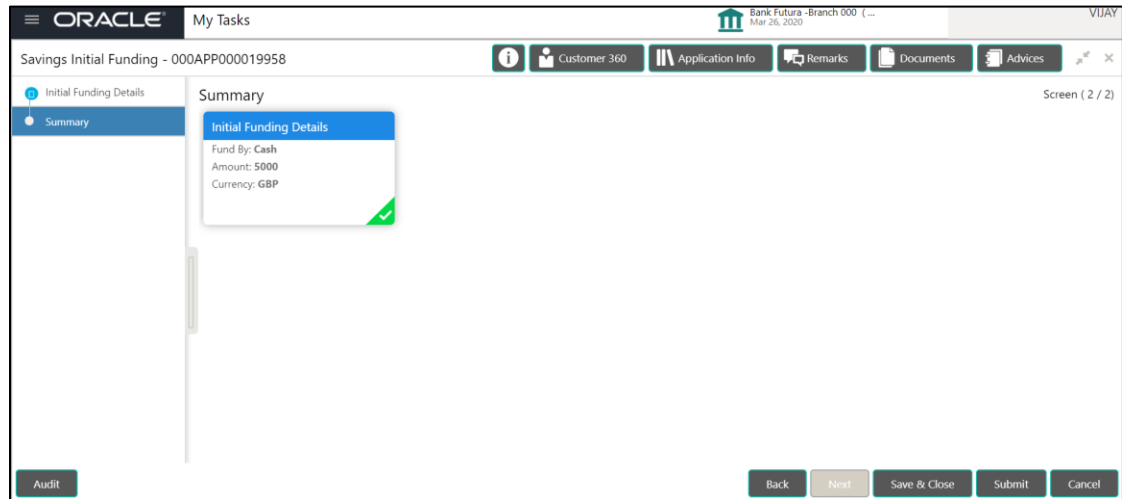 ORACLE
My Tasks
Bank Futura -Branch 000 ( ...
Mar 26, 2020
VIJAY
Savings Initial Funding - 000APP000019958
Customer 360
Application Info
Remarks
Documents
Advices
Initial Funding Details
Summary
Summary
Screen ( 2 / 2)
Initial Funding Details
Fund By: Cash
Amount: 5000
Currency: GBP
Audit
Back
Next
Save & Close
Submit
Cancel